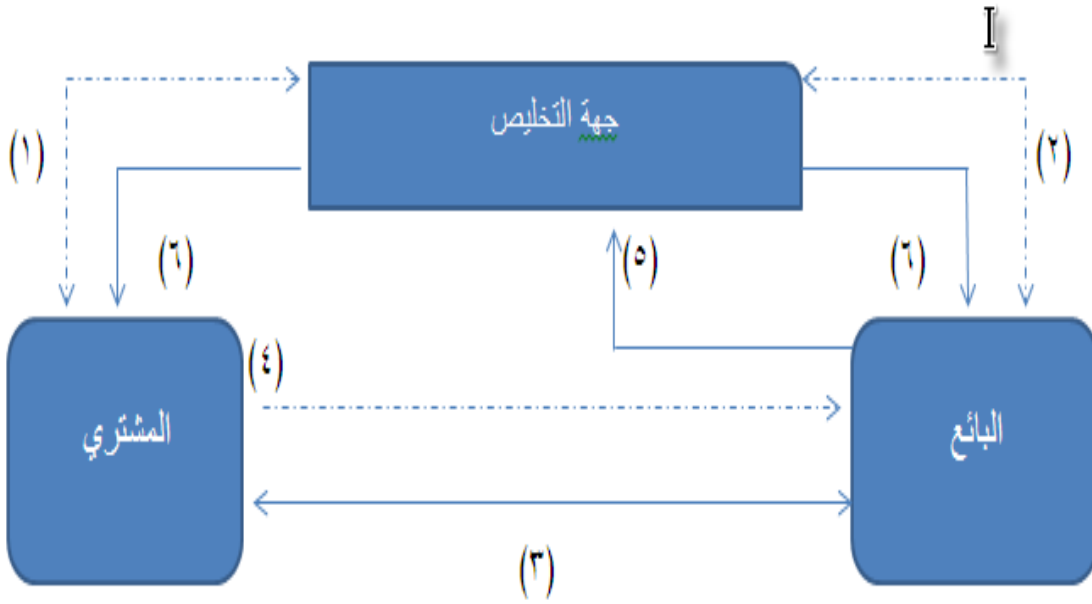 جهة التخليص
(١)
(٢)
(٦)
(٥)
(٦)
(٤)
المشتري
البائع
(٣)